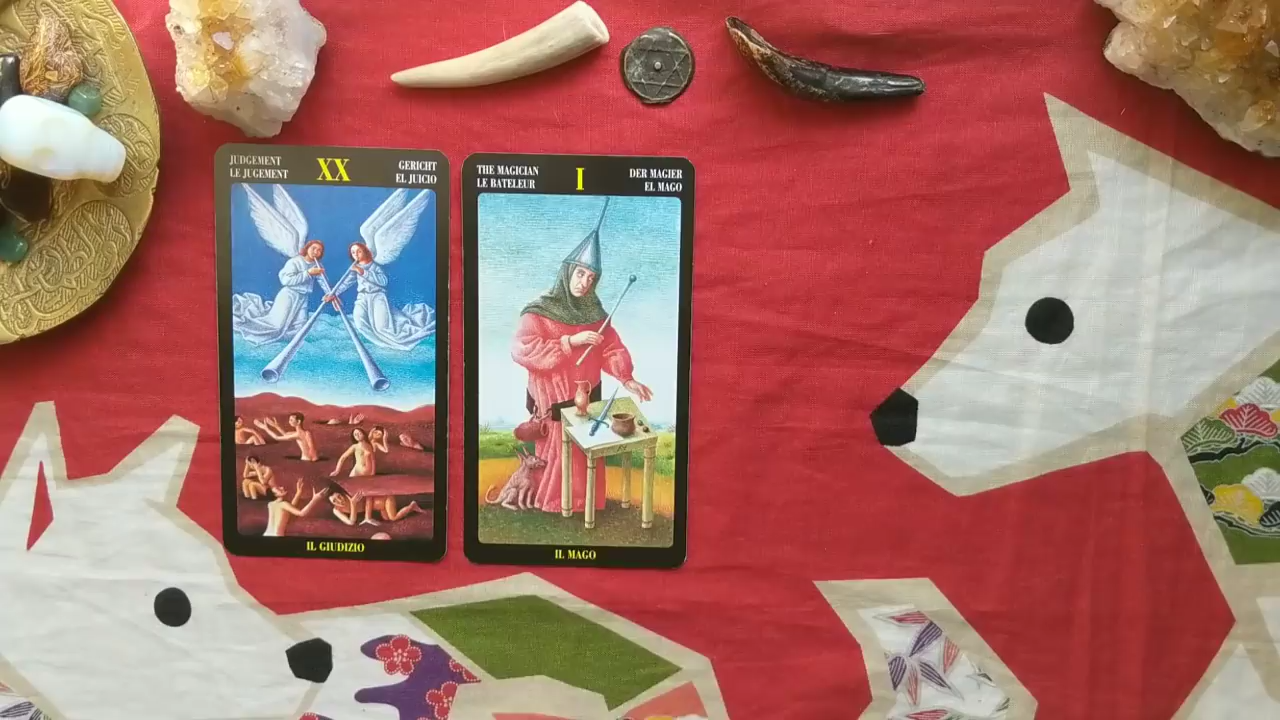 JUDGEMENT
LE JUGEMENT
XX
GERICHT
EL JUICIO
IL GIUDIZIO
THE MAGICIAN
LE BATELEUR
I
DER MAGIER
EL MAGO
IL MAGO